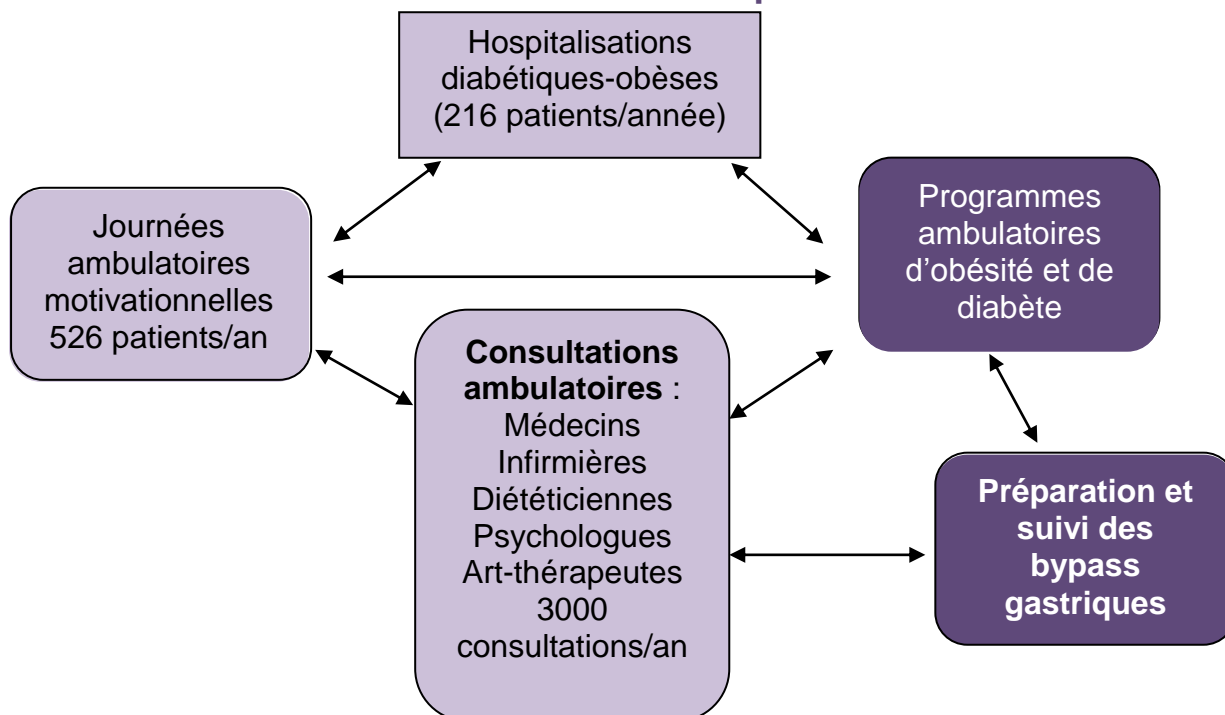 Hospitalisations
diabétiques-obèses
(216 patients/année)
Journées
ambulatoires
motivationnelles
526 patients/an
Programmes
ambulatoires
d’obésité et de
diabète
Consultations
ambulatoires :
Médecins
Infirmières
Diététiciennes
Psychologues
Art-thérapeutes
3000
consultations/an
Préparation et
suivi des
bypass
gastriques